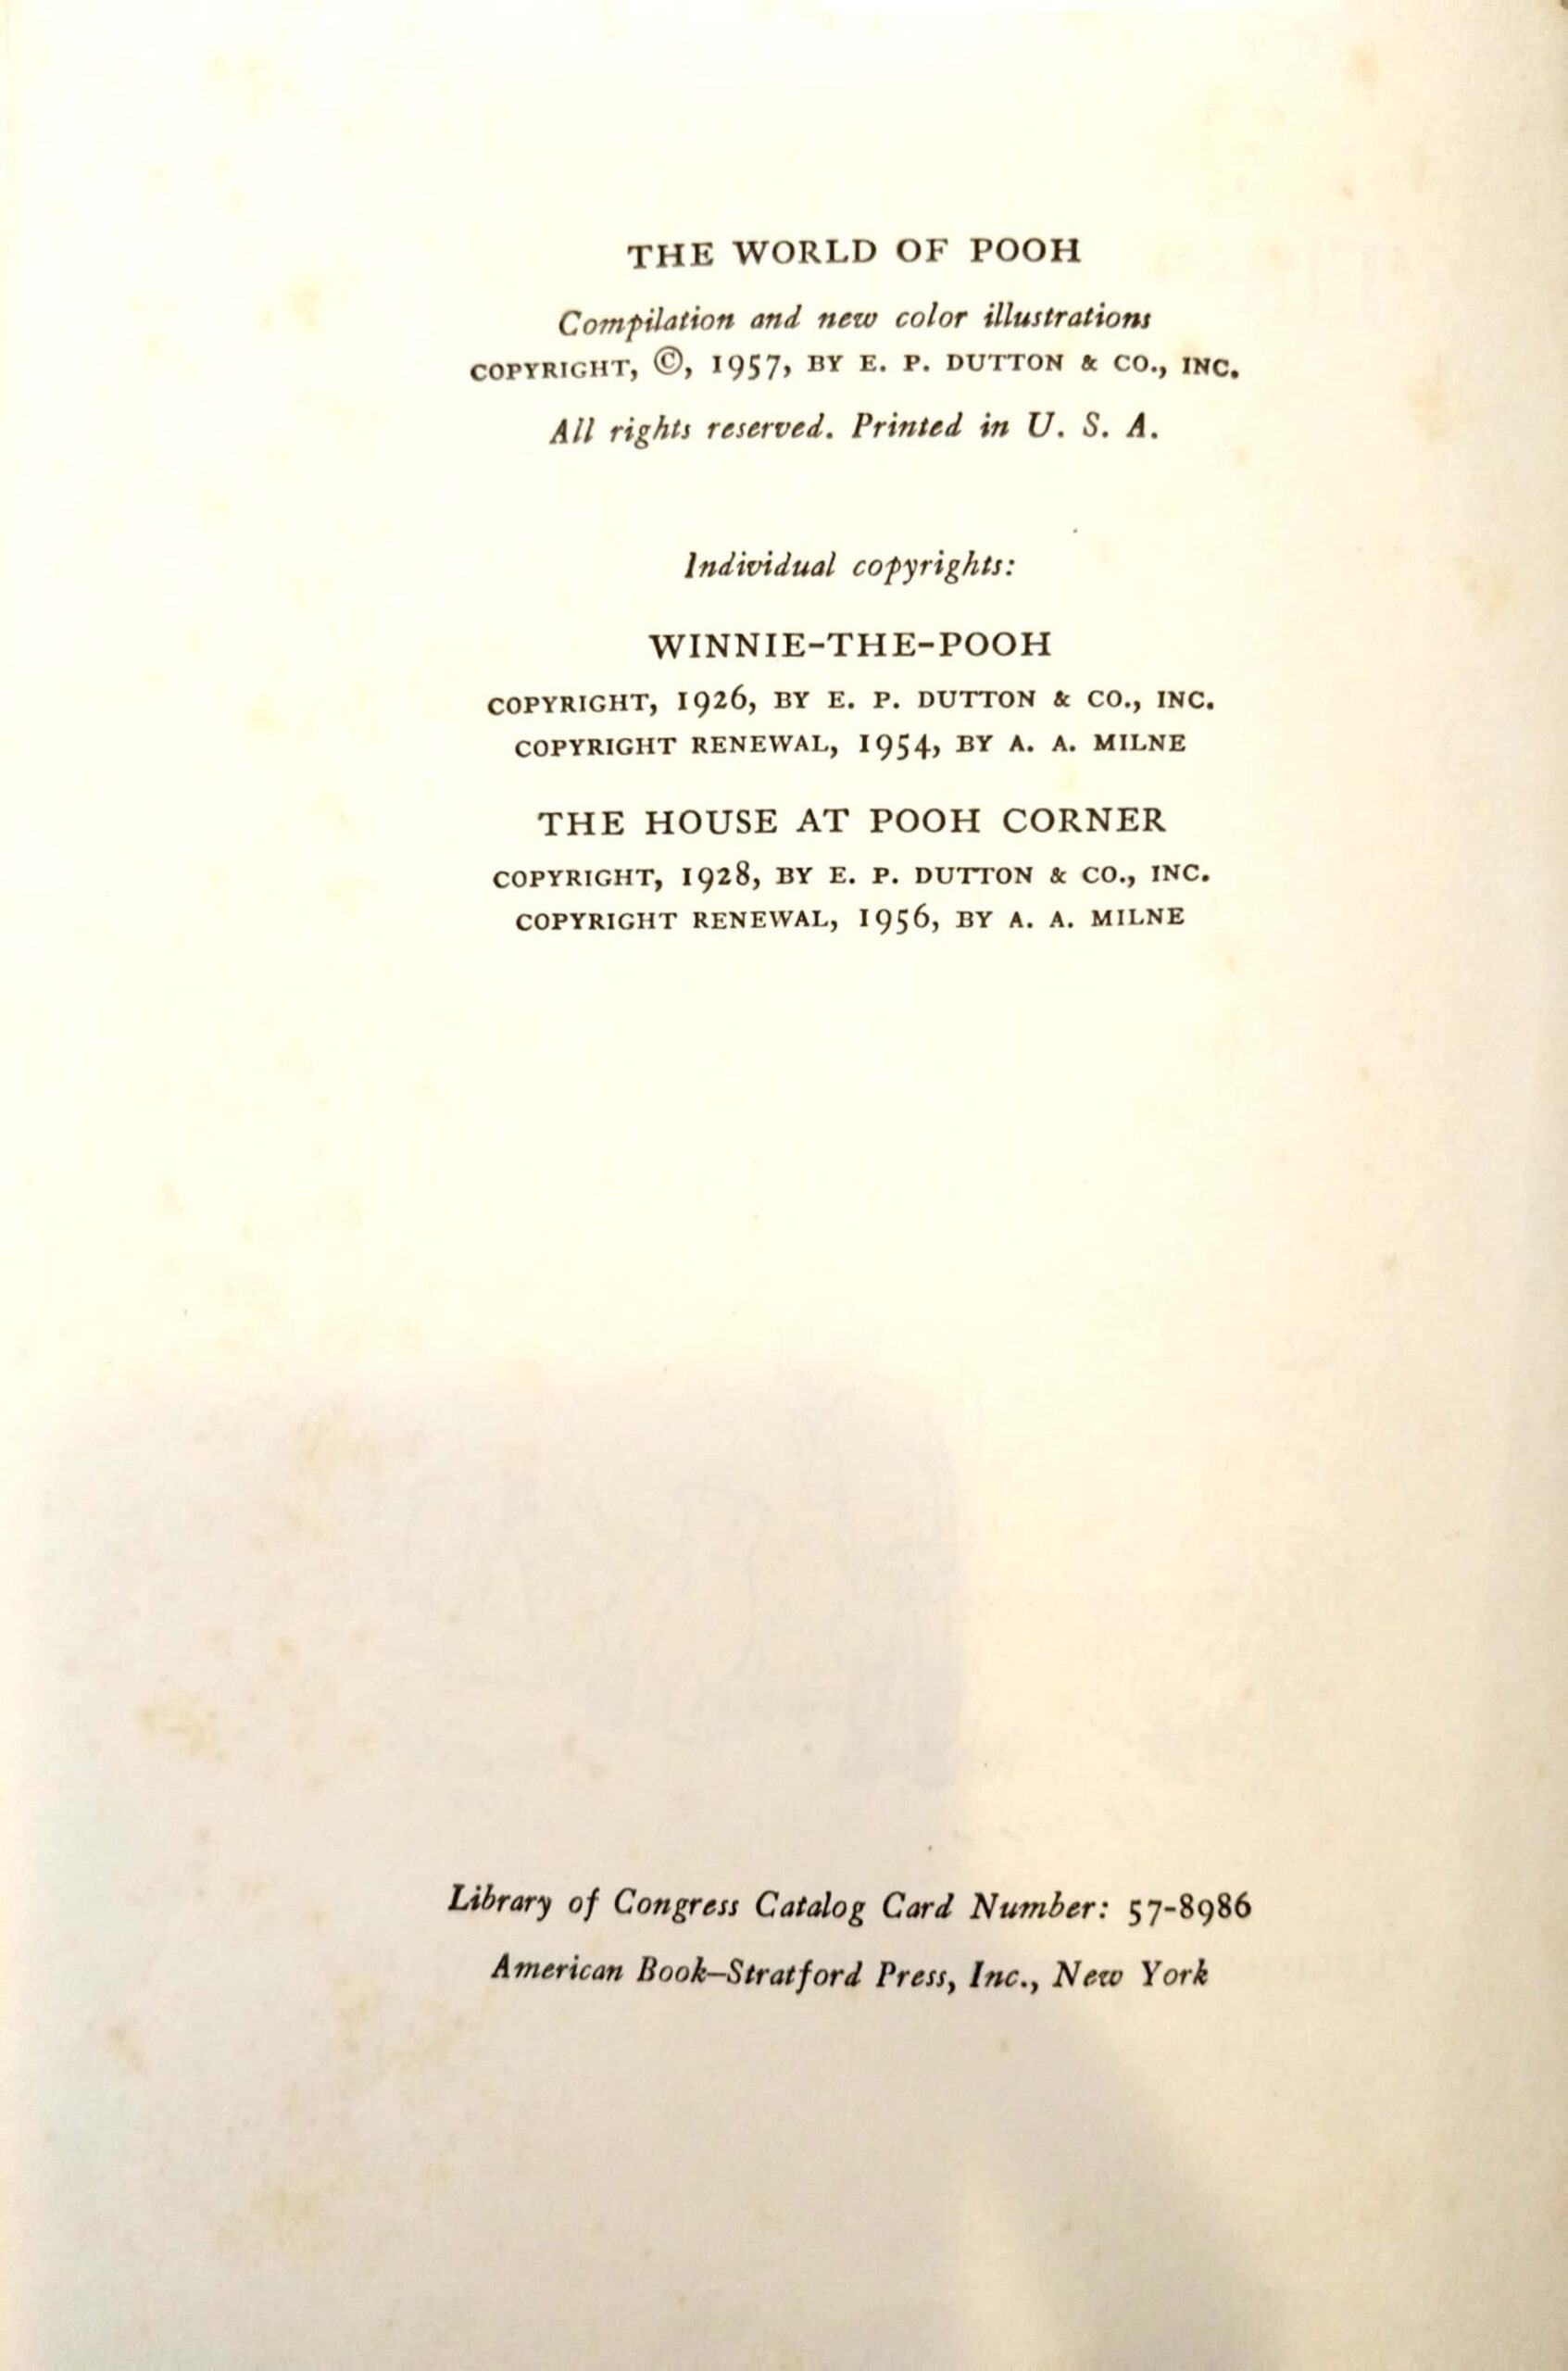 THE WORLD OF POOH
Compilation and new color illustrations
COPYRIGHT, ©, 1957, BY E. P. DUTTON & CO., INC.
All rights reserved. Printed in U. S. A.
Individual copyrights:
WINNIE-THE-POOH
COPYRIGHT, 1926, BY E. P. DUTTON & CO., INC.
COPYRIGHT RENEWAL, 1954, BY A. A. MILNE
THE HOUSE AT POOH CORNER
COPYRIGHT, 1928, BY E. P. DUTTON & CO., INC.
COPYRIGHT RENEWAL, 1956, BY A. A. MILNE
Library of Congress Catalog Card Number: 57-8986
American Book—Stratford Press, Inc., New York